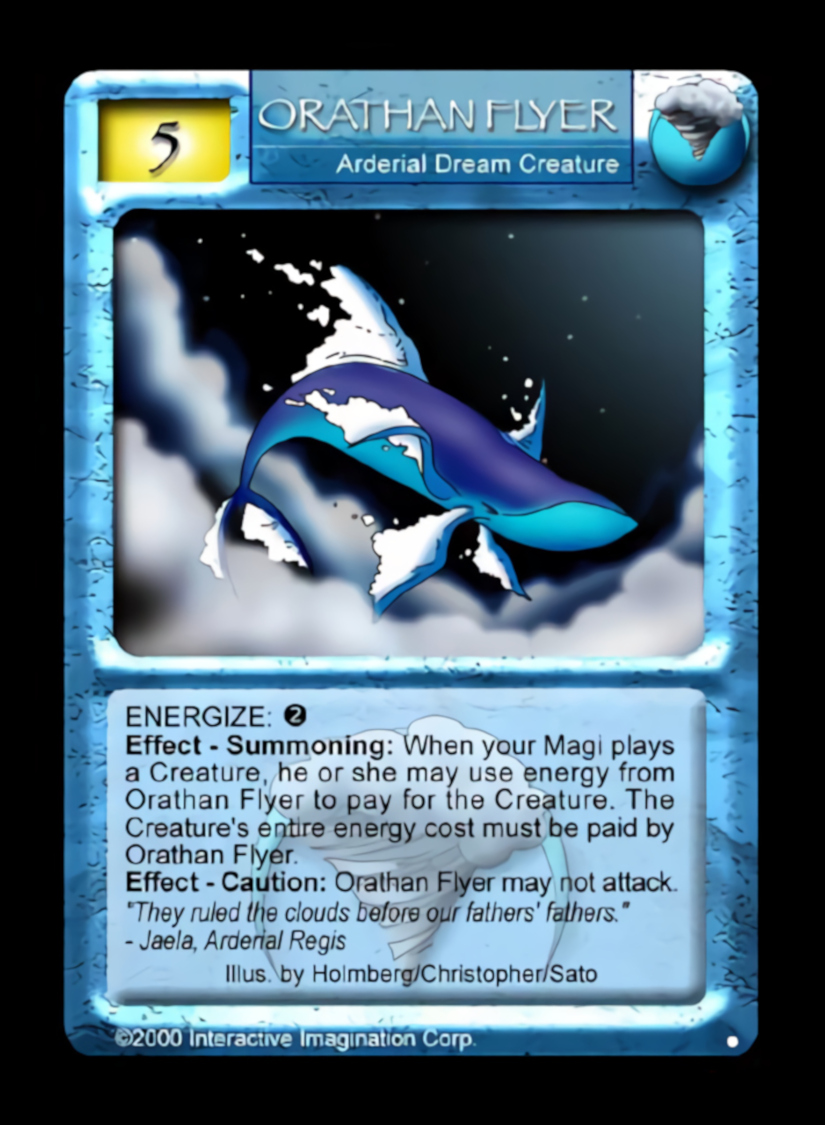 5
ORATHAN FLYER
Arderial Dream Creature
ENERGIZE: ❷
Effect - Summoning: When your Magi plays
a Creature, he or she may use energy from
Orathan Flyer to pay for the Creature. The
Creature's entire energy cost must be paid by
Orathan Flyer.
Effect - Caution: Orathan Flyer may not attack.
"They ruled the clouds before our fathers' fathers."
- Jaela, Arderial Regis
Illus. by Holmberg/Christopher/Sato
©2000 Interactive Imagination Corp.